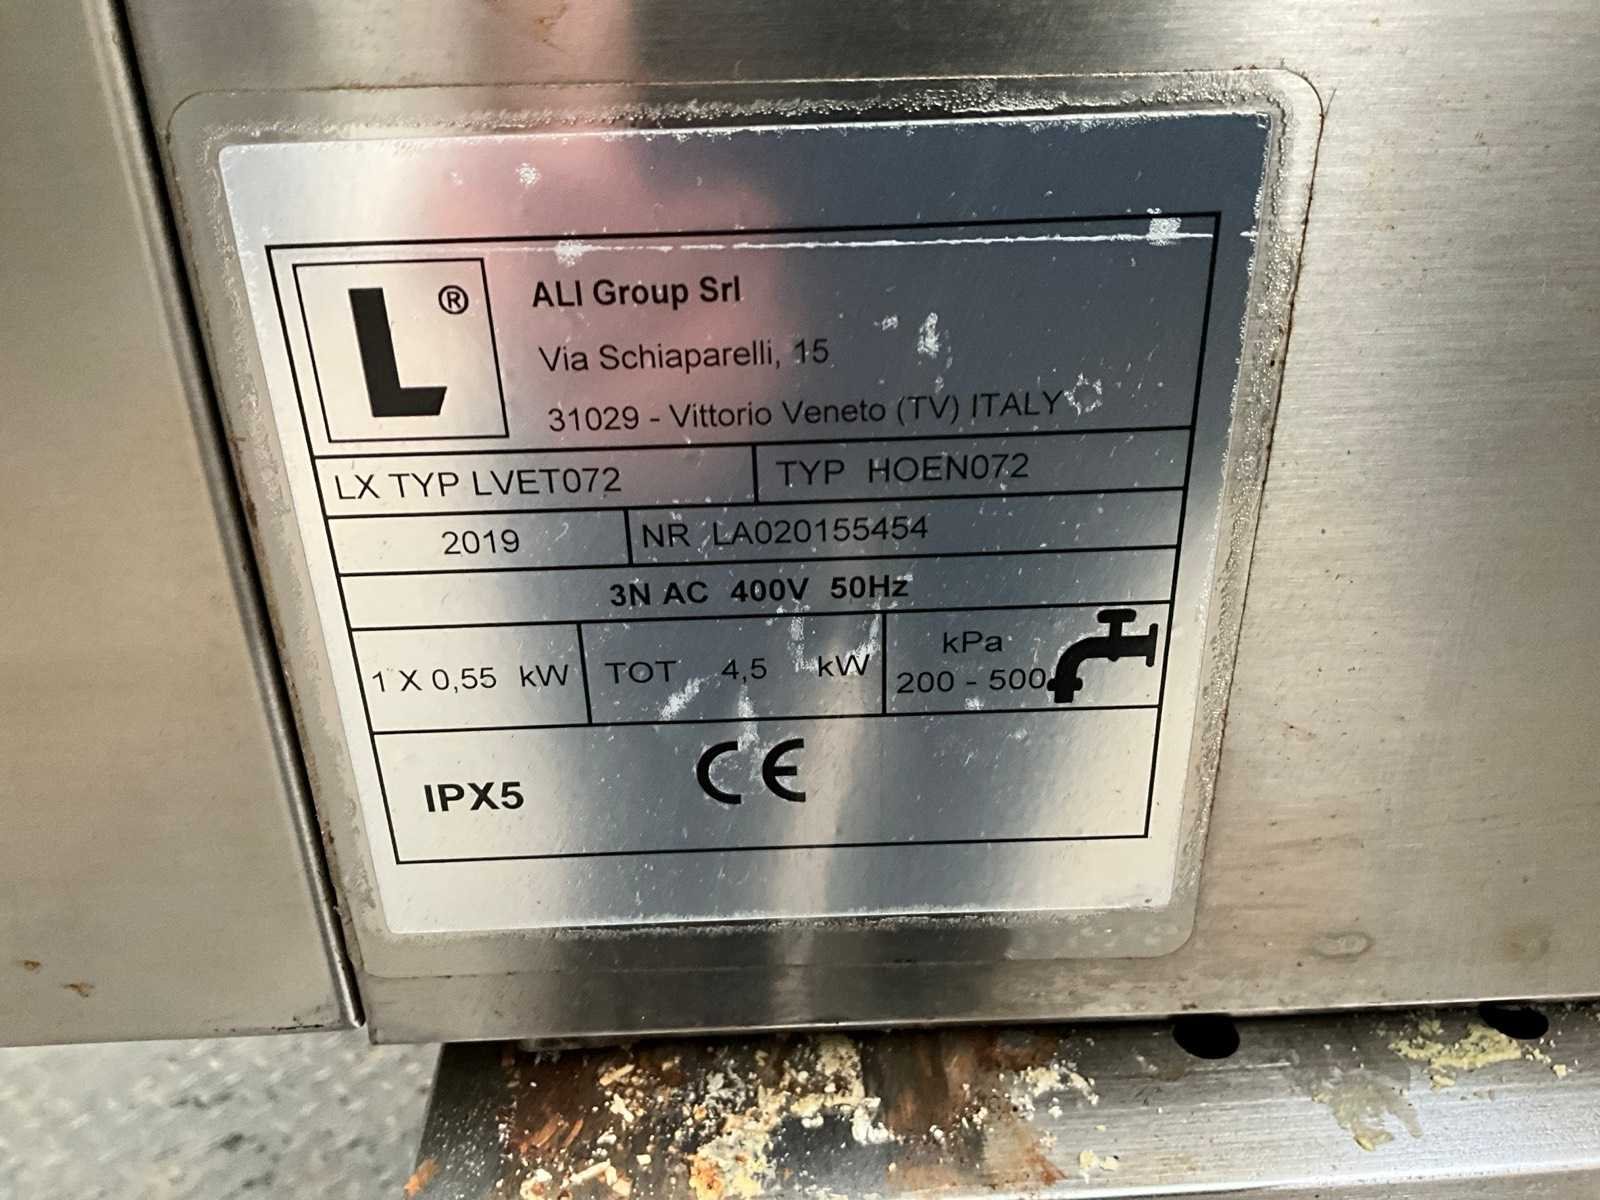 L®
ALI Group Srl
Via Schiaparelli, 15
31029 - Vittorio Veneto (TV) ITALY
LX TYP LVET072 TYP HOEN072
2019 NR LA020155454
3N AC 400V 50Hz
1 X 0,55 kW TOT 4,5 kW kPa
200 - 500
IPX5 CE